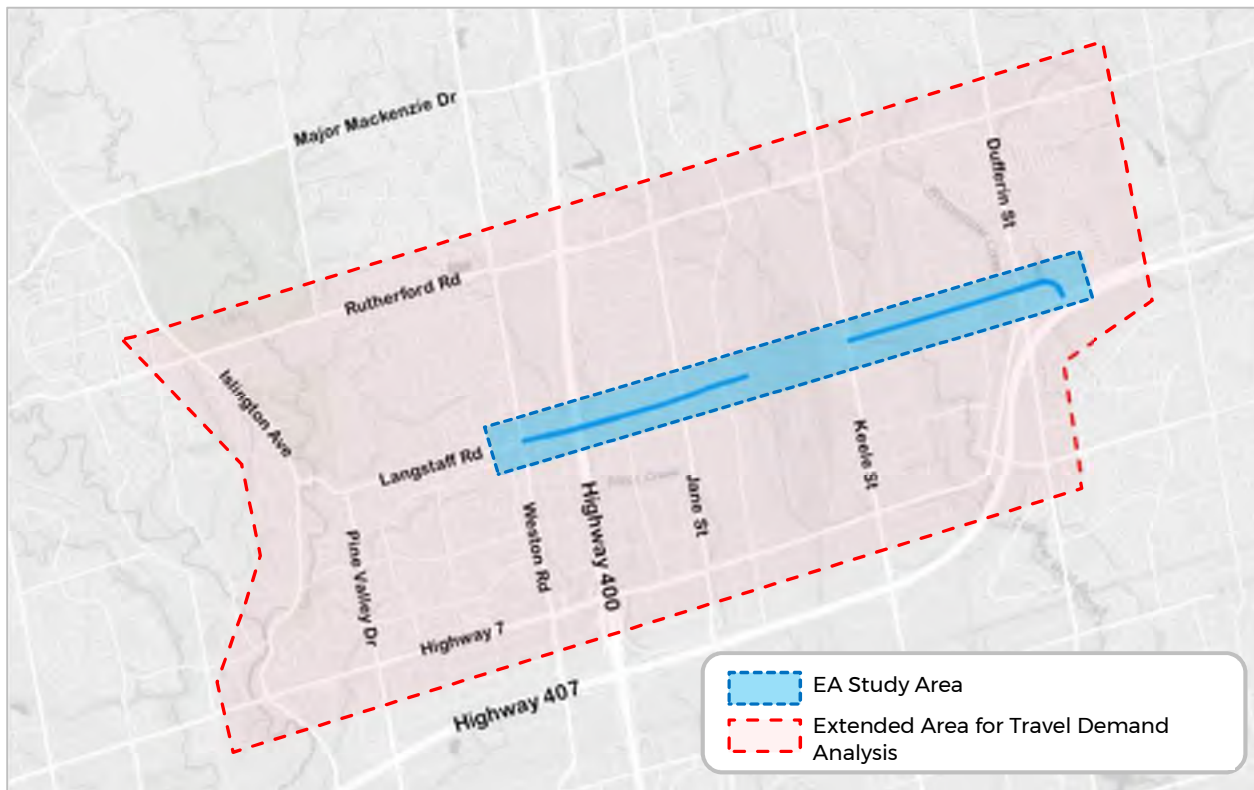 Major Mackenzie Dr
Dufferin St
Rutherford Rd
Islington Ave
Langstaff Rd
Keele St
Jane St
Highway 400
Weston Rd
Pine Valley Dr
Highway 7
Highway 407
EA Study Area
Extended Area for Travel Demand
Analysis